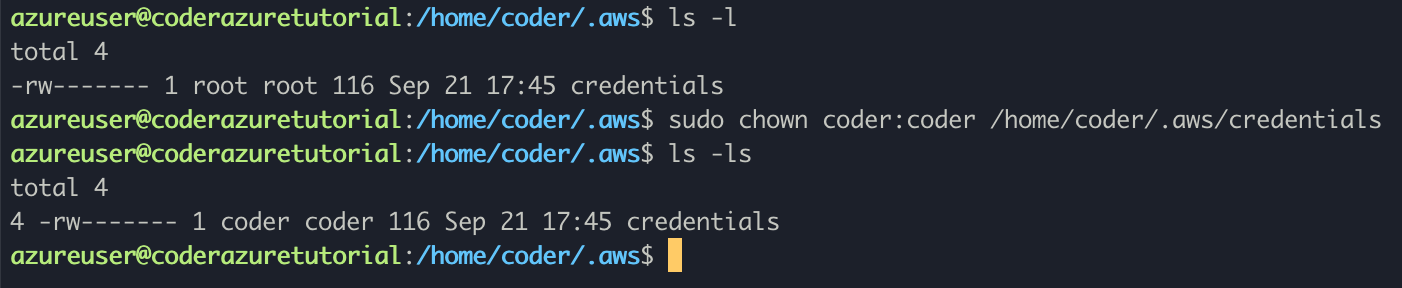 azureuser@coderazuretutorial:/home/coder/.aws$ ls -l
total 4
-rw------- 1 root root 116 Sep 21 17:45 credentials
azureuser@coderazuretutorial:/home/coder/.aws$ sudo chown coder:coder /home/coder/.aws/credentials
azureuser@coderazuretutorial:/home/coder/.aws$ ls -ls
total 4
4 -rw------- 1 coder coder 116 Sep 21 17:45 credentials
azureuser@coderazuretutorial:/home/coder/.aws$